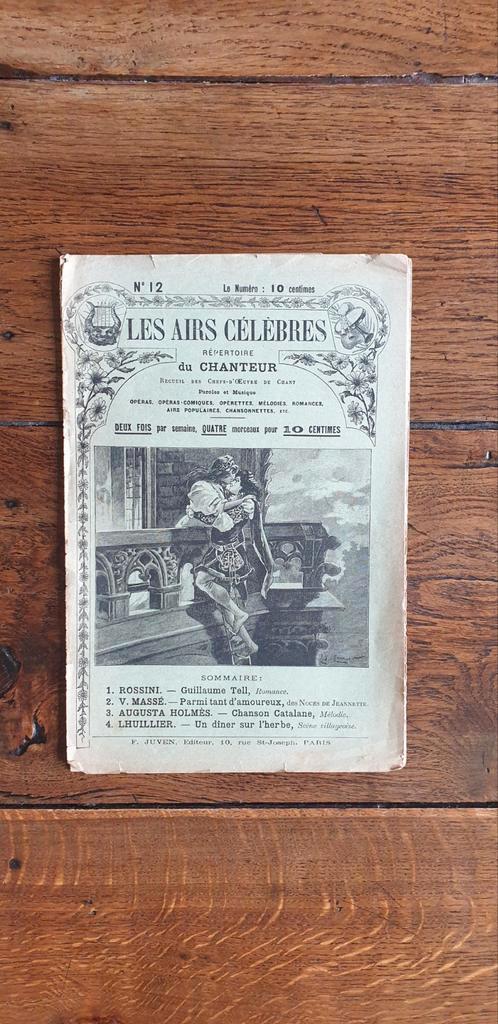 N° 12 Le Numéro : 10 centimes
LES AIRS CÉLÈBRES
RÉPERTOIRE
du CHANTEUR
RECUEIL DES CHEFS-D'ŒUVRE DE CHANT
Paroles et Musique
OPÉRAS, OPÉRAS-COMIQUES, OPÉRETTES, MÉLODIES, ROMANCES,
AIRS POPULAIRES, CHANSONNETTES, ETC.
DEUX FOIS par semaine, QUATRE morceaux pour 10 CENTIMES
SOMMAIRE :
1. ROSSINI. — Guillaume Tell, Romance.
2. V. MASSÉ. — Parmi tant d'amoureux, des NOCES DE JEANNETTE.
3. AUGUSTA HOLMÈS. — Chanson Catalane, Mélodie.
4. LHUILLIER. — Un dîner sur l'herbe, Scène villageoise.
F. JUVEN, Editeur, 10, rue St-Joseph, PARIS